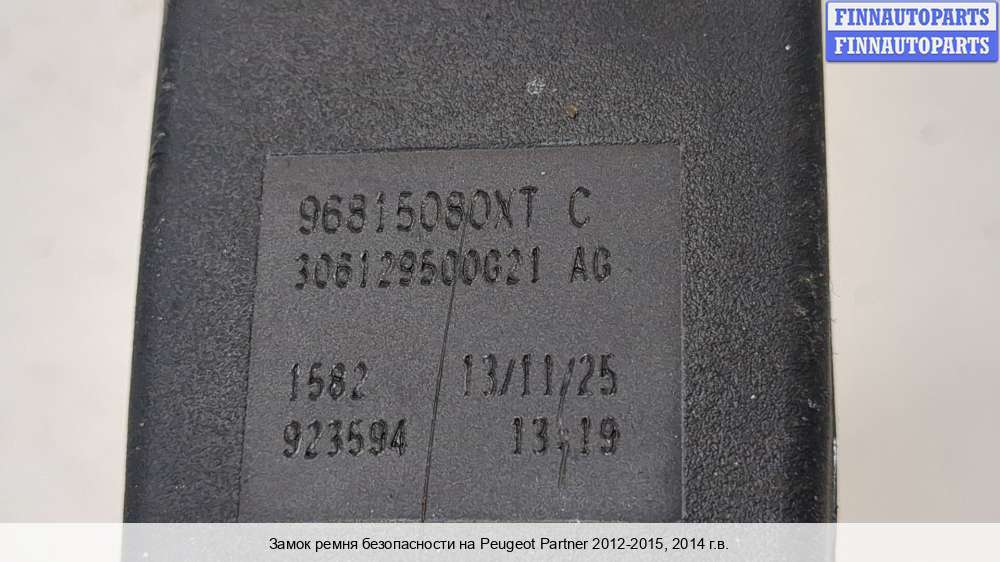 FINNAUTOPARTS
FINNAUTOPARTS
96815080XT C
306129500G21 AG
1582 13/11/25
923594 13:19
Замок ремня безопасности на Peugeot Partner 2012-2015, 2014 г.в.